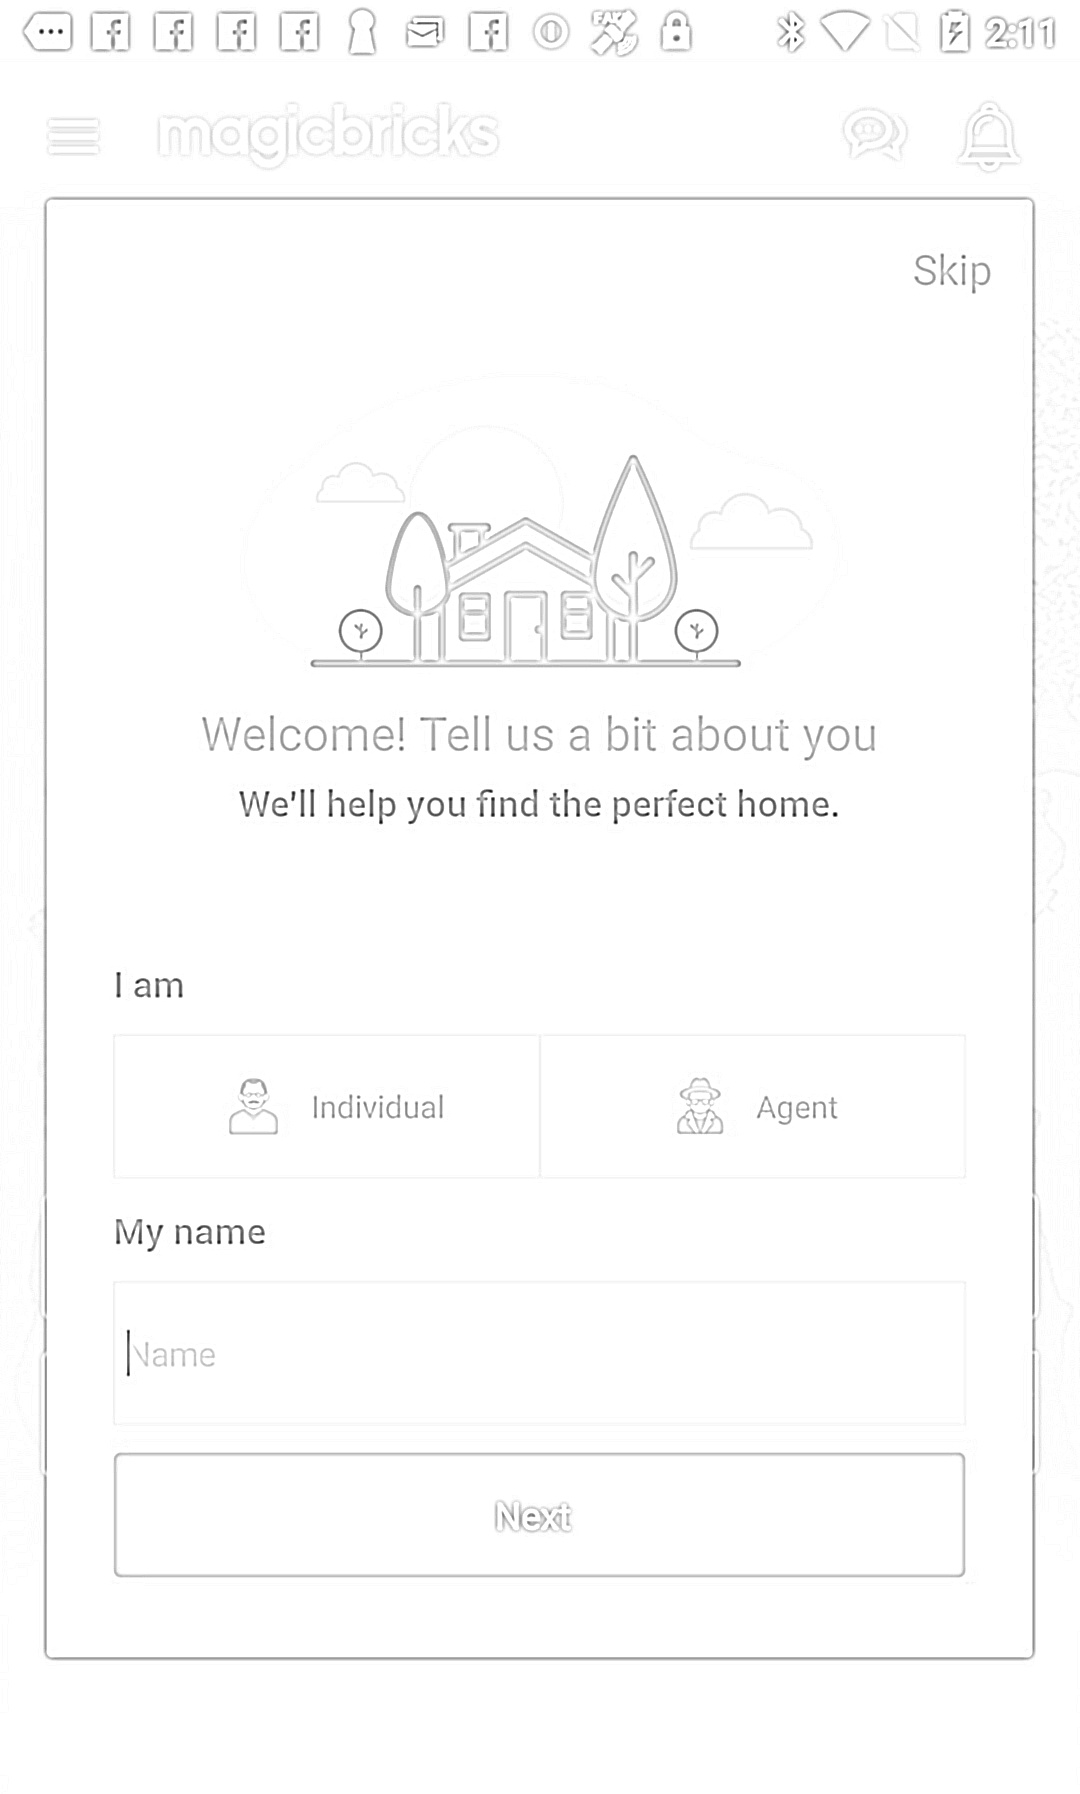 2:11
magicbricks
Skip
Welcome! Tell us a bit about you
We'll help you find the perfect home.
I am
Individual
Agent
My name
Name
Next